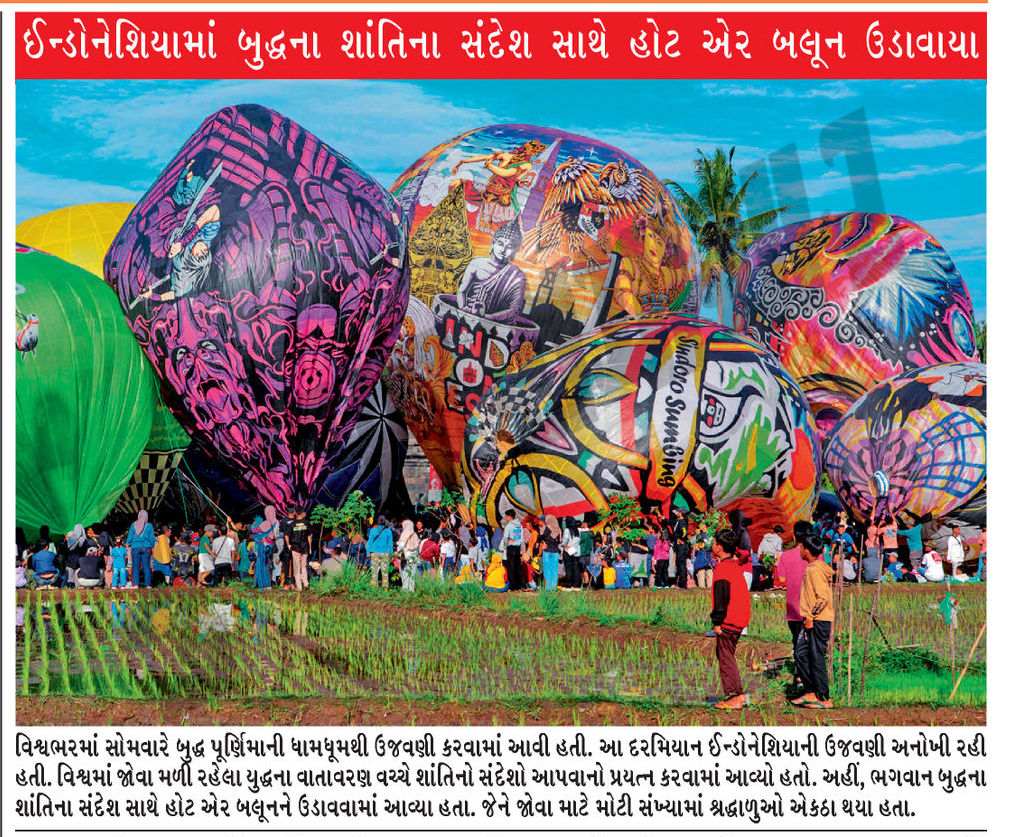 ઈન્ડોનેશિયામાં બુદ્ધના શાંતિના સંદેશ સાથે હોટ એર બલૂન ઉડાવાયા
INDO
NES
Sindoro Sumbing
વિશ્વભરમાં સોમવારે બુદ્ધ પૂર્ણિમાની ધામધૂમથી ઉજવણી કરવામાં આવી હતી. આ દરમિયાન ઈન્ડોનેશિયાની ઉજવણી અનોખી રહી
હતી. વિશ્વમાં જોવા મળી રહેલા યુદ્ધના વાતાવરણ વચ્ચે શાંતિનો સંદેશો આપવાનો પ્રયત્ન કરવામાં આવ્યો હતો. અહીં, ભગવાન બુદ્ધના
શાંતિના સંદેશ સાથે હોટ એર બલૂનને ઉડાવવામાં આવ્યા હતા. જેને જોવા માટે મોટી સંખ્યામાં શ્રદ્ધાળુઓ એકઠા થયા હતા.